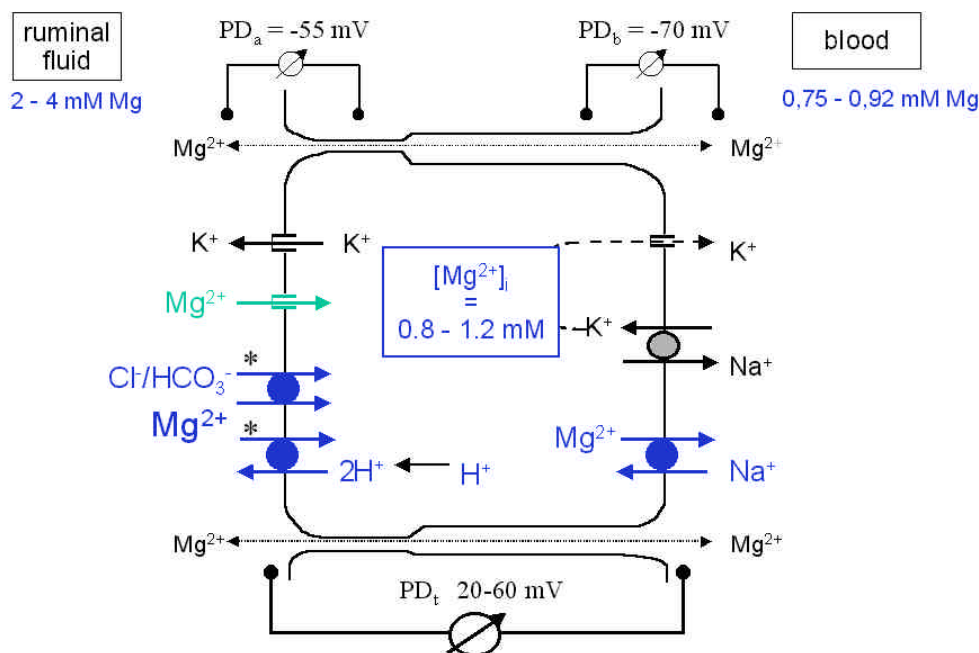 ruminal
fluid
2 - 4 mM Mg
PDₐ = -55 mV
PD_b = -70 mV
blood
0,75 - 0,92 mM Mg
Mg²⁺
Mg²⁺
K⁺
K⁺
K⁺
Mg²⁺
[Mg²⁺]ᵢ
=
0.8 - 1.2 mM
K⁺
Na⁺
*
Cl⁻/HCO₃⁻
Mg²⁺
*
2H⁺
H⁺
Mg²⁺
Na⁺
Mg²⁺
Mg²⁺
PDₜ 20-60 mV